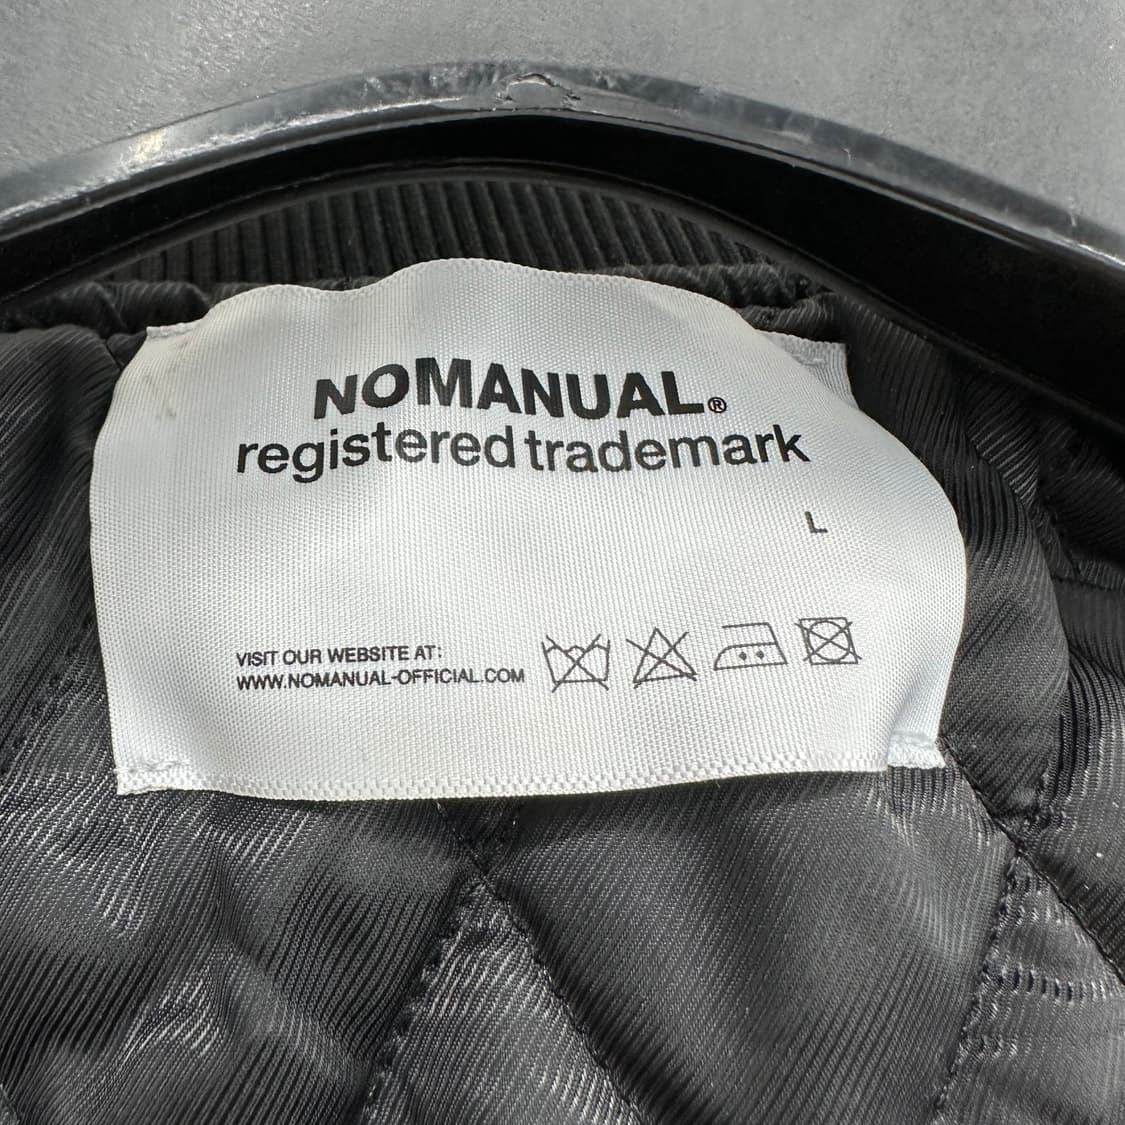 NOMANUAL®
registered trademark
L
VISIT OUR WEBSITE AT:
WWW.NOMANUAL-OFFICIAL.COM